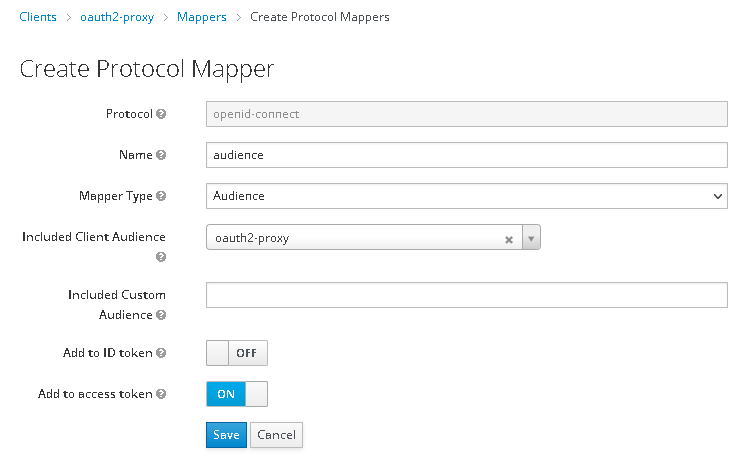 Clients > oauth2-proxy > Mappers > Create Protocol Mappers
Create Protocol Mapper
Protocol openid-connect
Name audience
Mapper Type Audience
Included Client Audience oauth2-proxy
Included Custom
Audience
Add to ID token OFF
Add to access token ON
Save Cancel